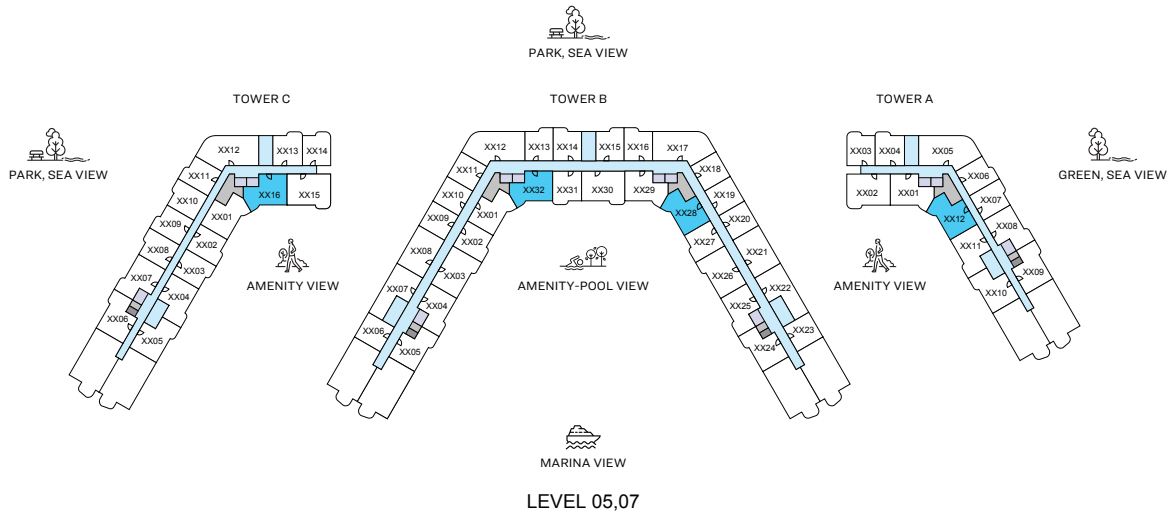 PARK, SEA VIEW
TOWER C
TOWER B
TOWER A
PARK, SEA VIEW
GREEN, SEA VIEW
XX12
XX13
XX14
XX11
XX10
XX09
XX08
XX07
XX06
XX05
XX04
XX03
XX02
XX01
XX16
XX15
AMENITY VIEW
XX12
XX13
XX14
XX15
XX16
XX17
XX11
XX10
XX09
XX08
XX07
XX06
XX05
XX04
XX03
XX02
XX01
XX32
XX31
XX30
XX29
XX28
XX18
XX19
XX20
XX27
XX21
XX26
XX22
XX25
XX23
XX24
AMENITY-POOL VIEW
XX03
XX04
XX05
XX02
XX01
XX06
XX07
XX12
XX08
XX11
XX09
XX10
AMENITY VIEW
MARINA VIEW
LEVEL 05,07